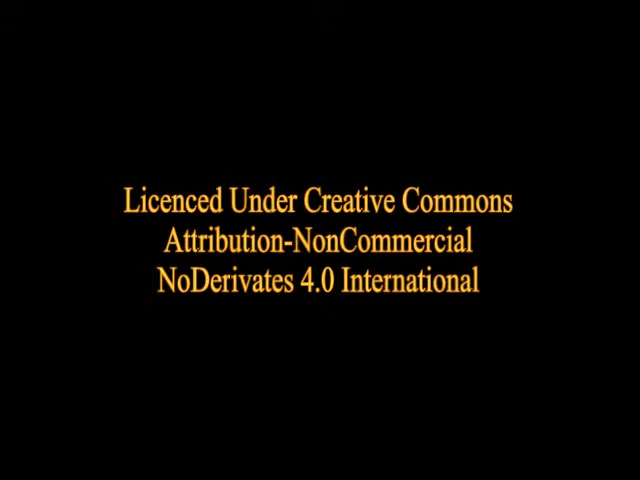 Licenced Under Creative Commons
Attribution-NonCommercial
NoDerivates 4.0 International